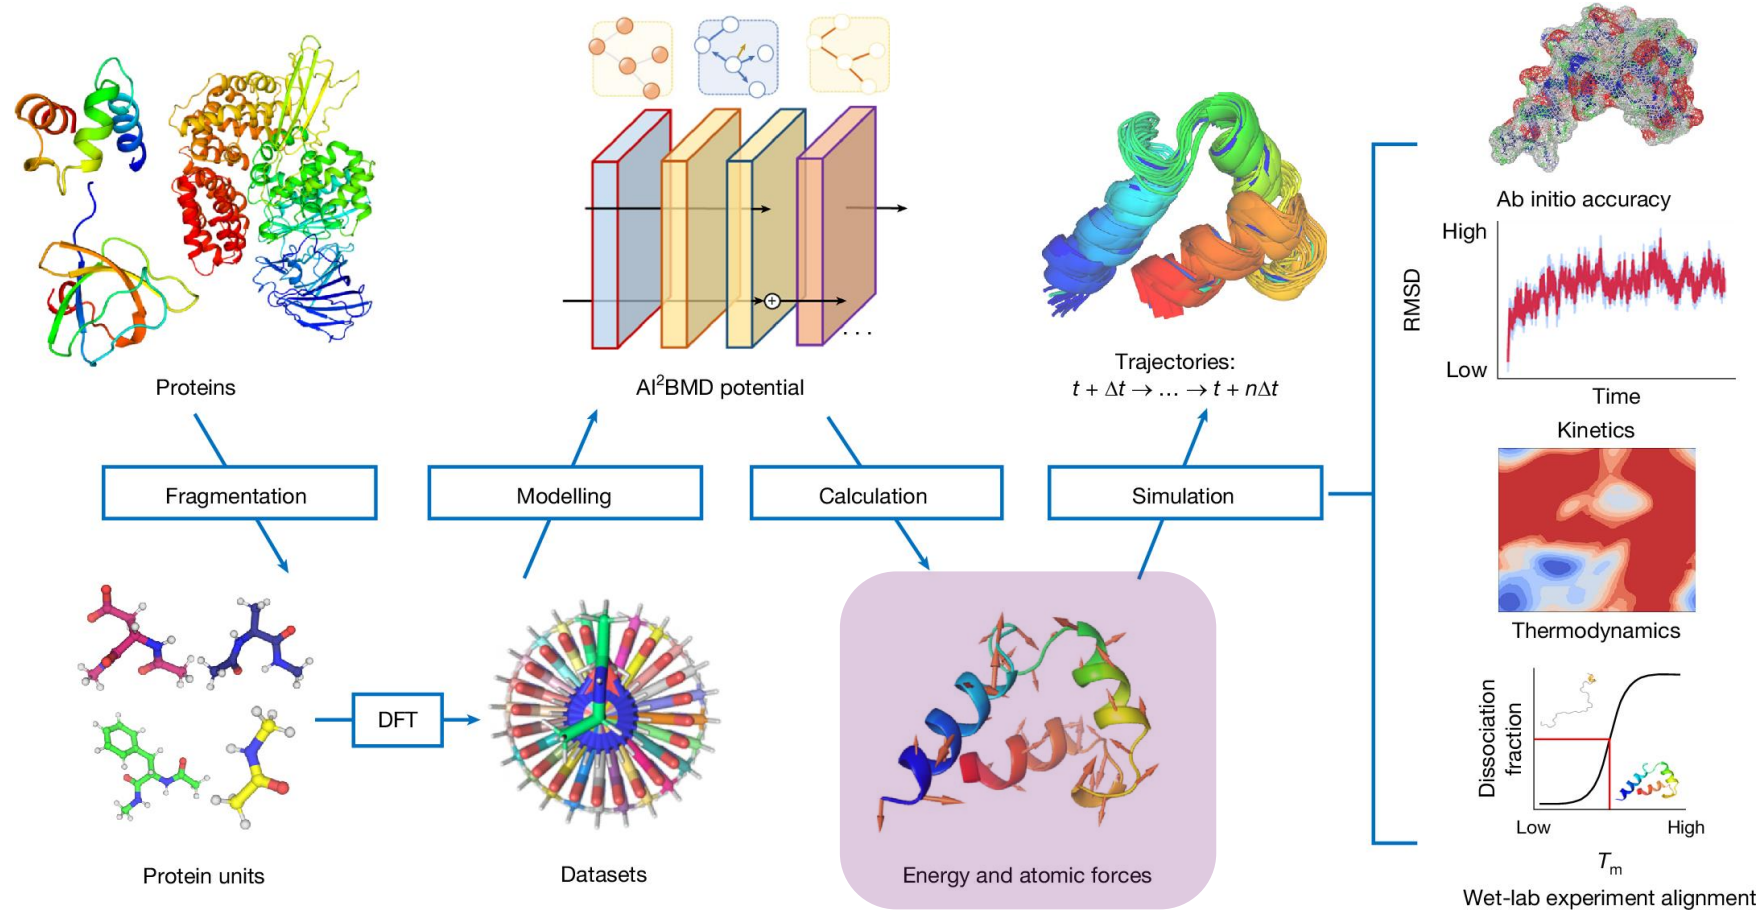 Proteins
Fragmentation
Protein units
DFT
Datasets
Modelling
AI²BMD potential
. . .
Calculation
Energy and atomic forces
Simulation
Trajectories:
t + Δt → … → t + nΔt
Ab initio accuracy
High
RMSD
Low
Time
Kinetics
Thermodynamics
Dissociation
fraction
Low
High
Tₘ
Wet-lab experiment alignment